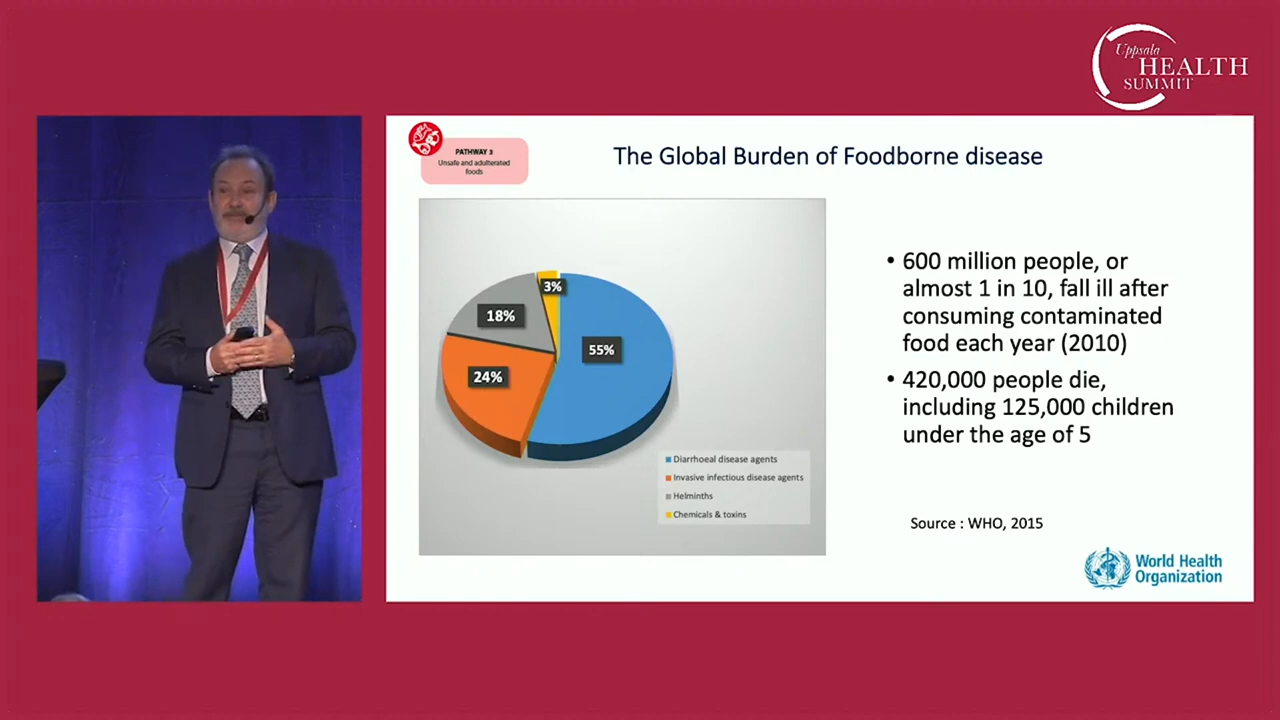 Uppsala
HEALTH
SUMMIT
PATHWAY 3
Unsafe and adulterated
foods
The Global Burden of Foodborne disease
3%
18%
55%
24%
Diarrhoeal disease agents
Invasive infectious disease agents
Helminths
Chemicals & toxins
• 600 million people, or
almost 1 in 10, fall ill after
consuming contaminated
food each year (2010)
• 420,000 people die,
including 125,000 children
under the age of 5
Source : WHO, 2015
World Health
Organization